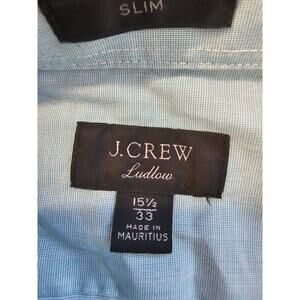 SLIM
J.CREW
Ludlow
15½
33
MADE IN
MAURITIUS